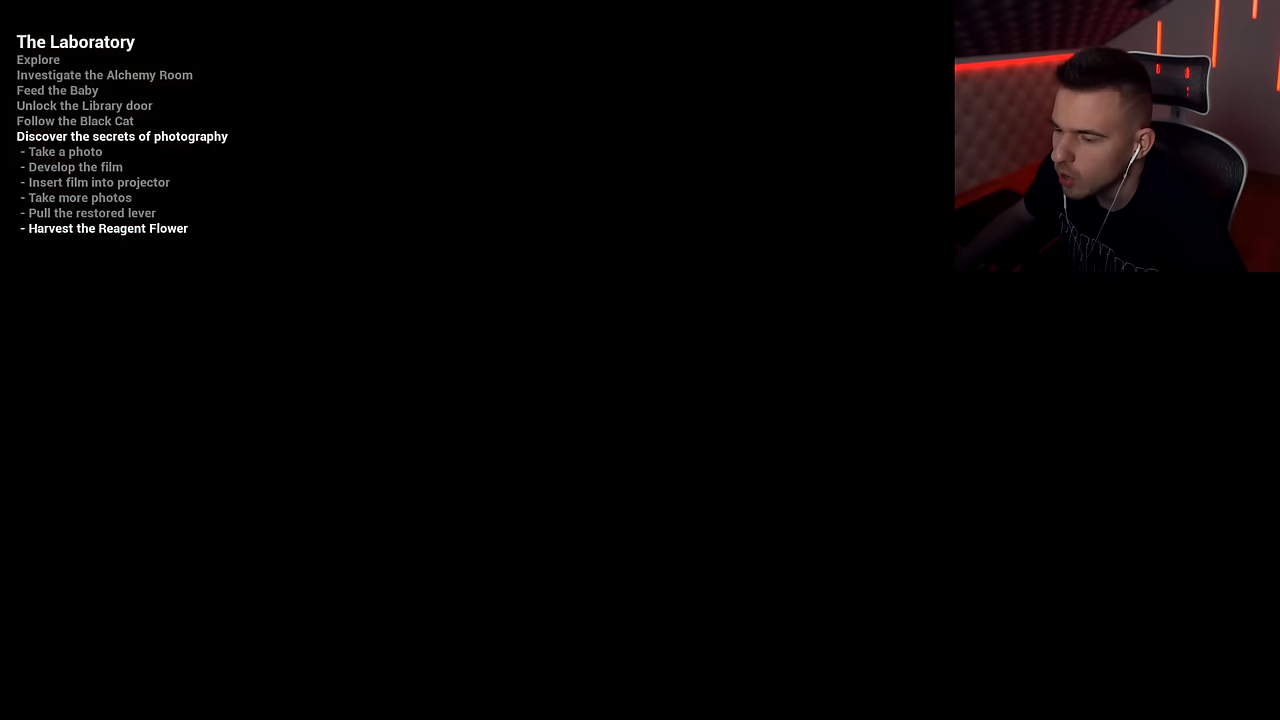 The Laboratory
Explore
Investigate the Alchemy Room
Feed the Baby
Unlock the Library door
Follow the Black Cat
Discover the secrets of photography
- Take a photo
- Develop the film
- Insert film into projector
- Take more photos
- Pull the restored lever
- Harvest the Reagent Flower